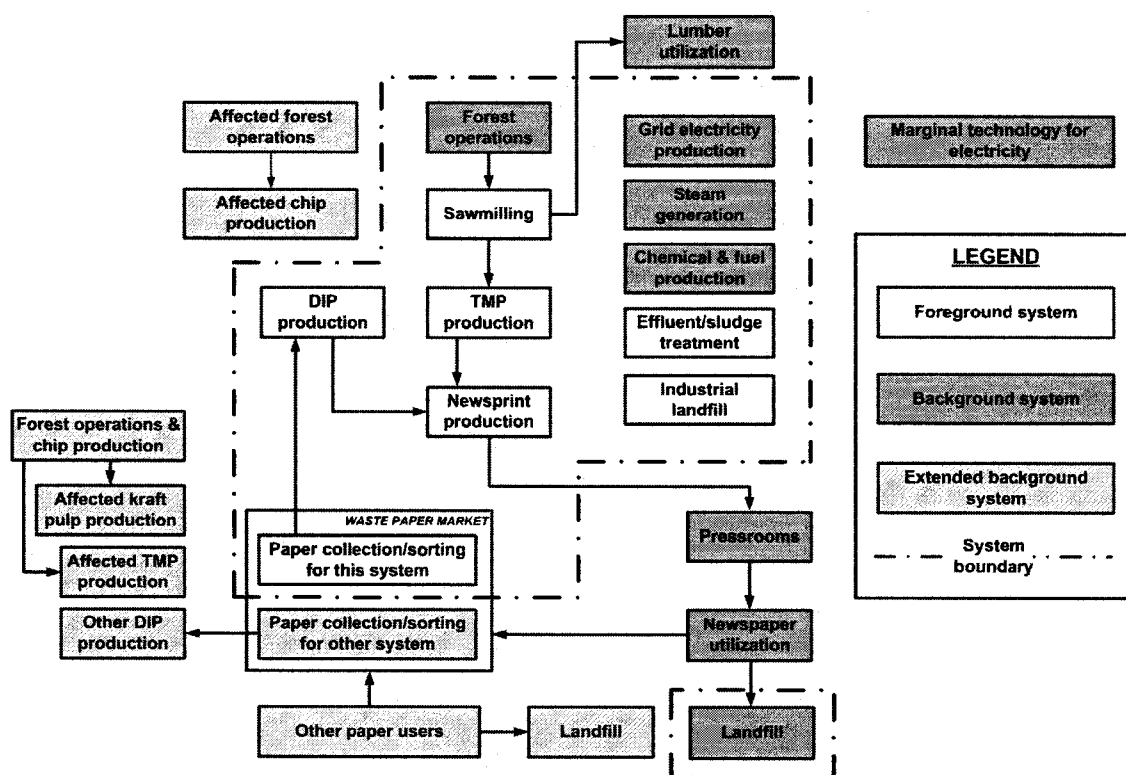 Lumber
utilization
Affected forest
operations
Forest
operations
Grid electricity
production
Marginal technology for
electricity
Affected chip
production
Sawmilling
Steam
generation
Chemical & fuel
production
LEGEND
Foreground system
Background system
Extended background
system
System
boundary
DIP
production
TMP
production
Effluent/sludge
treatment
Newsprint
production
Industrial
landfill
Forest operations &
chip production
Affected kraft
pulp production
Affected TMP
production
Other DIP
production
WASTE PAPER MARKET
Paper collection/sorting
for this system
Paper collection/sorting
for other system
Pressrooms
Newspaper
utilization
Other paper users
Landfill
Landfill